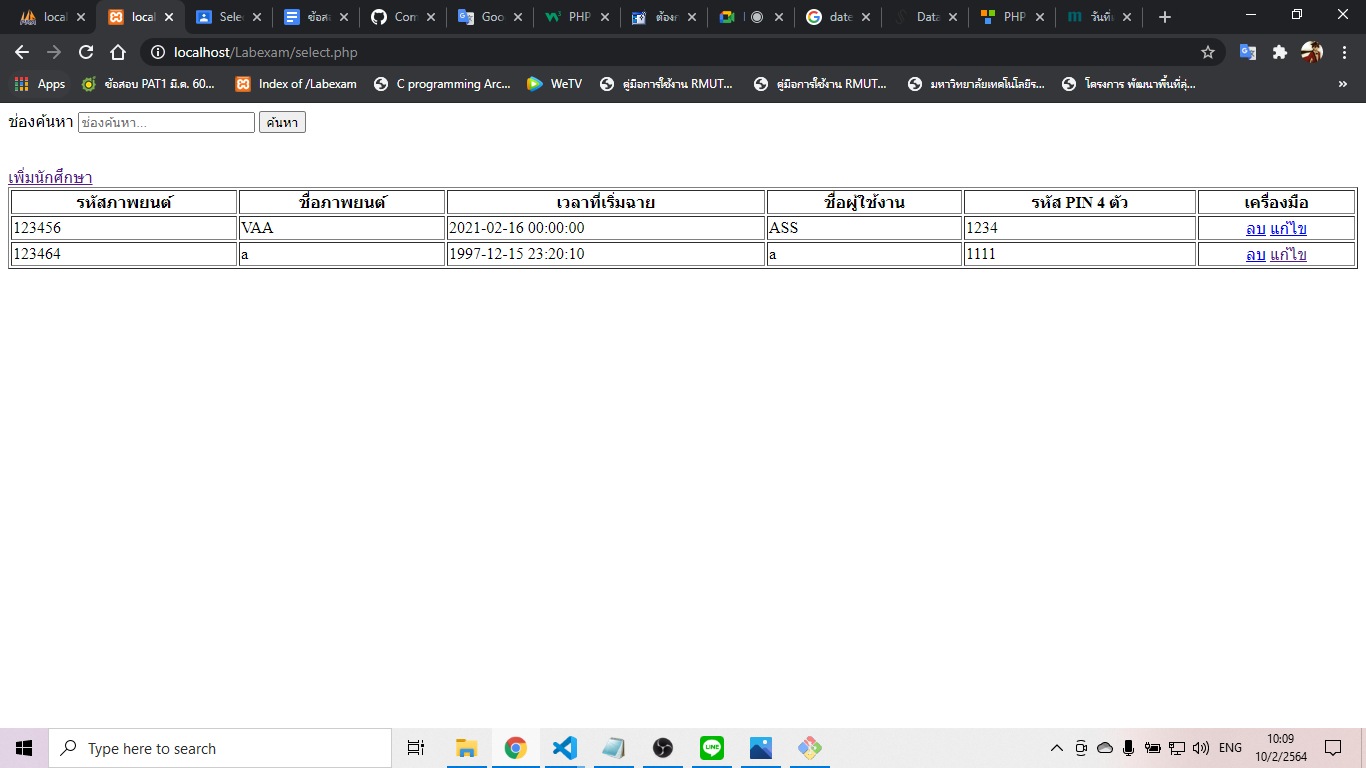 local
local
Selec
ข้อส
Com
Goo
PHP
ต้องก
date
Data
PHP
วันที่แ
localhost/Labexam/select.php
Apps
ข้อสอบ PAT1 มี.ค. 60...
Index of /Labexam
C programming Arc...
WeTV
คู่มือการใช้งาน RMUT...
คู่มือการใช้งาน RMUT...
มหาวิทยาลัยเทคโนโลยีร...
โครงการ พัฒนาพื้นที่สุ่...
»
ช่องค้นหา ช่องค้นหา... ค้นหา
เพิ่มนักศึกษา
รหัสภาพยนต์ ชื่อภาพยนต์ เวลาที่เริ่มฉาย ชื่อผู้ใช้งาน รหัส PIN 4 ตัว เครื่องมือ
123456 VAA 2021-02-16 00:00:00 ASS 1234 ลบ แก้ไข
123464 a 1997-12-15 23:20:10 a 1111 ลบ แก้ไข
Type here to search
LINE
ENG
10:09
10/2/2564